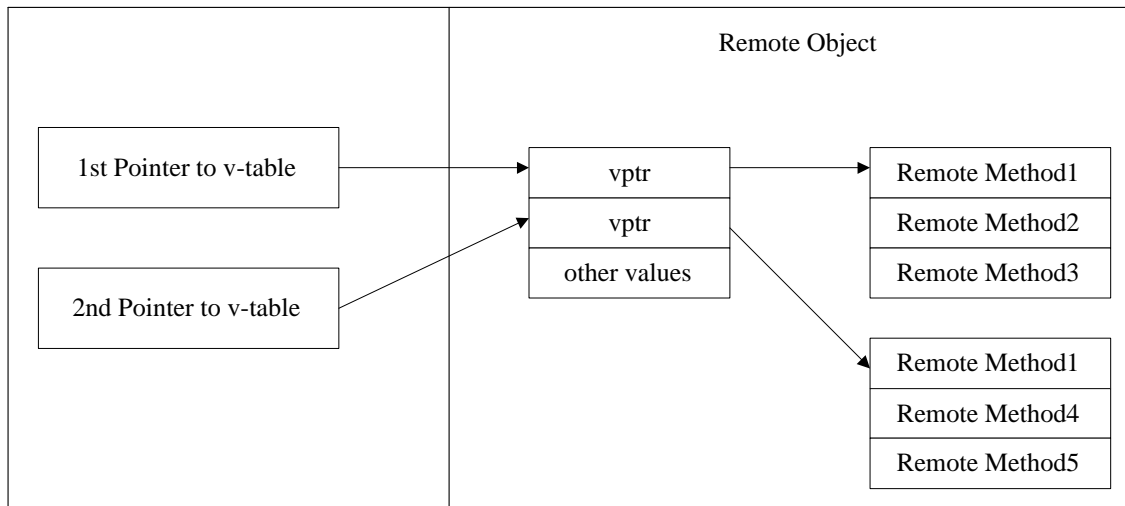 Remote Object
1st Pointer to v-table
2nd Pointer to v-table
vptr
vptr
other values
Remote Method1
Remote Method2
Remote Method3
Remote Method1
Remote Method4
Remote Method5